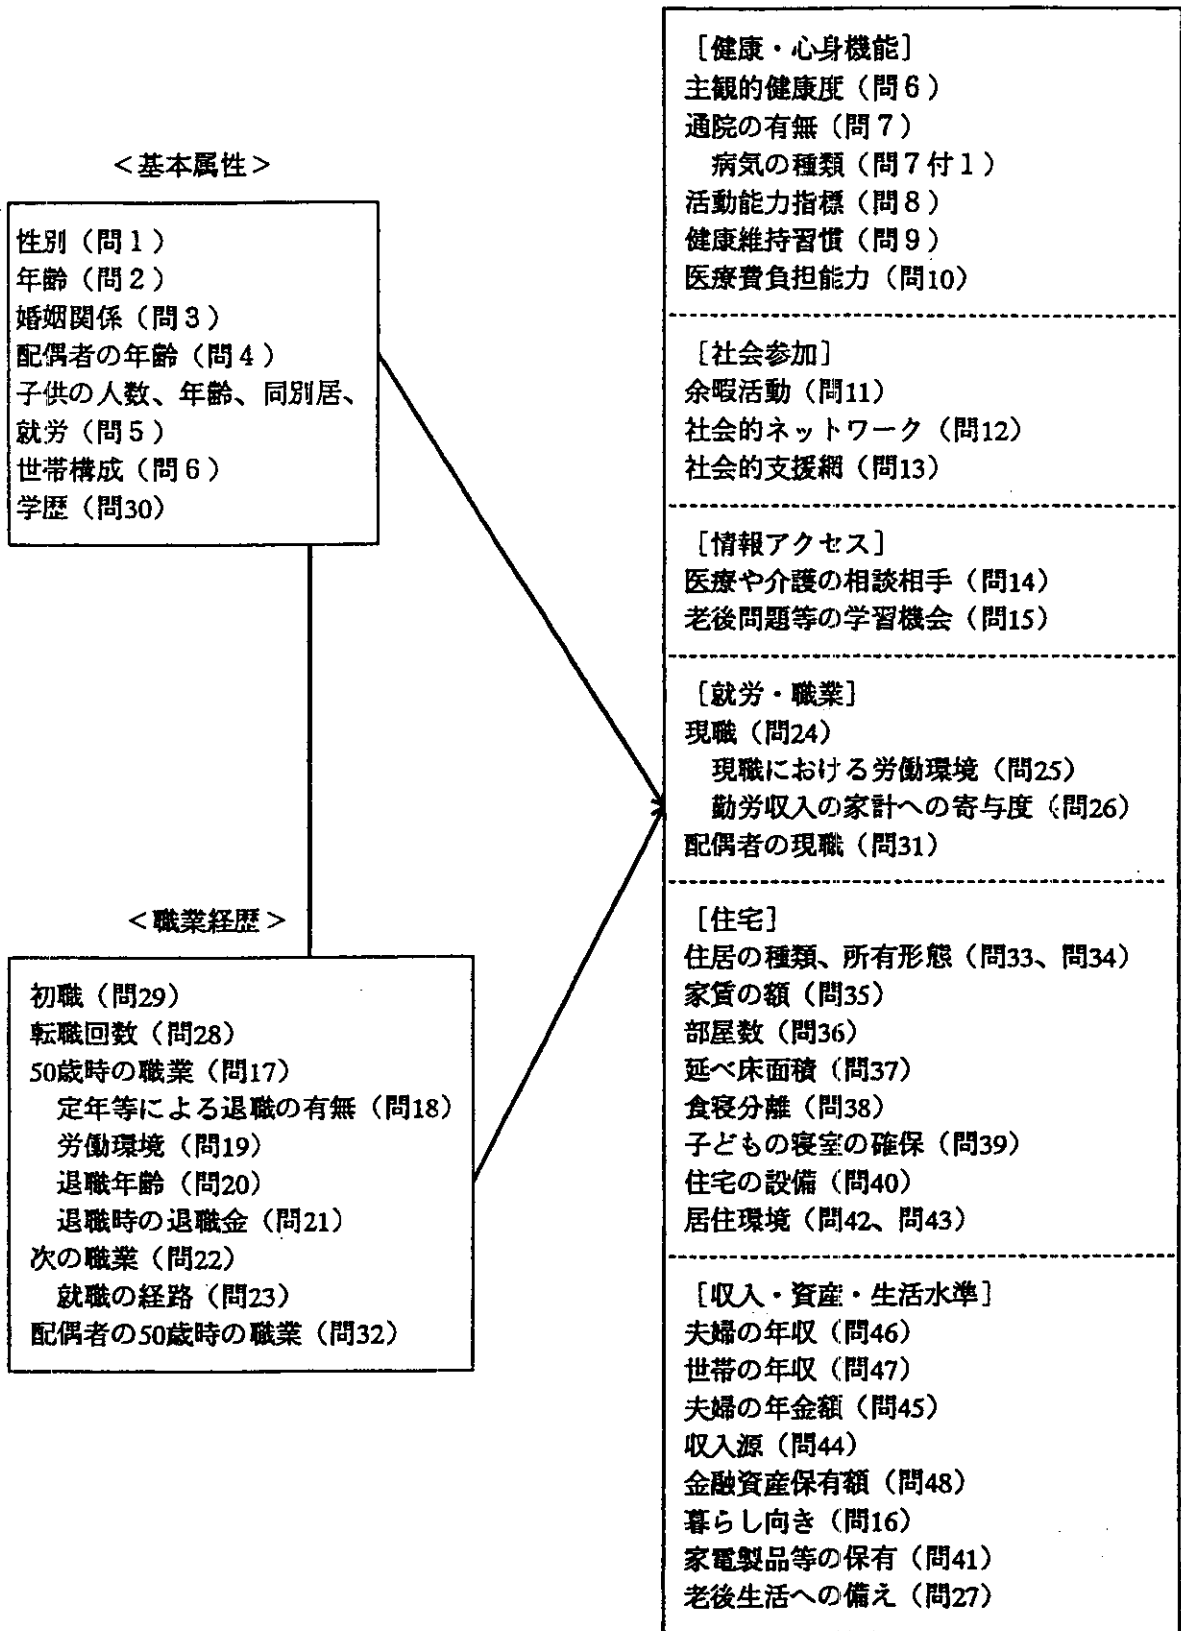 ＜基本属性＞
性別（問１）
年齢（問２）
婚姻関係（問３）
配偶者の年齢（問４）
子供の人数、年齢、同別居、
就労（問５）
世帯構成（問６）
学歴（問30）
＜職業経歴＞
初職（問29）
転職回数（問28）
50歳時の職業（問17）
定年等による退職の有無（問18）
労働環境（問19）
退職年齢（問20）
退職時の退職金（問21）
次の職業（問22）
就職の経路（問23）
配偶者の50歳時の職業（問32）
［健康・心身機能］
主観的健康度（問６）
通院の有無（問７）
病気の種類（問７付１）
活動能力指標（問８）
健康維持習慣（問９）
医療費負担能力（問10）
［社会参加］
余暇活動（問11）
社会的ネットワーク（問12）
社会的支援網（問13）
［情報アクセス］
医療や介護の相談相手（問14）
老後問題等の学習機会（問15）
［就労・職業］
現職（問24）
現職における労働環境（問25）
勤労収入の家計への寄与度（問26）
配偶者の現職（問31）
［住宅］
住居の種類、所有形態（問33、問34）
家賃の額（問35）
部屋数（問36）
延べ床面積（問37）
食寝分離（問38）
子どもの寝室の確保（問39）
住宅の設備（問40）
居住環境（問42、問43）
［収入・資産・生活水準］
夫婦の年収（問46）
世帯の年収（問47）
夫婦の年金額（問45）
収入源（問44）
金融資産保有額（問48）
暮らし向き（問16）
家電製品等の保有（問41）
老後生活への備え（問27）